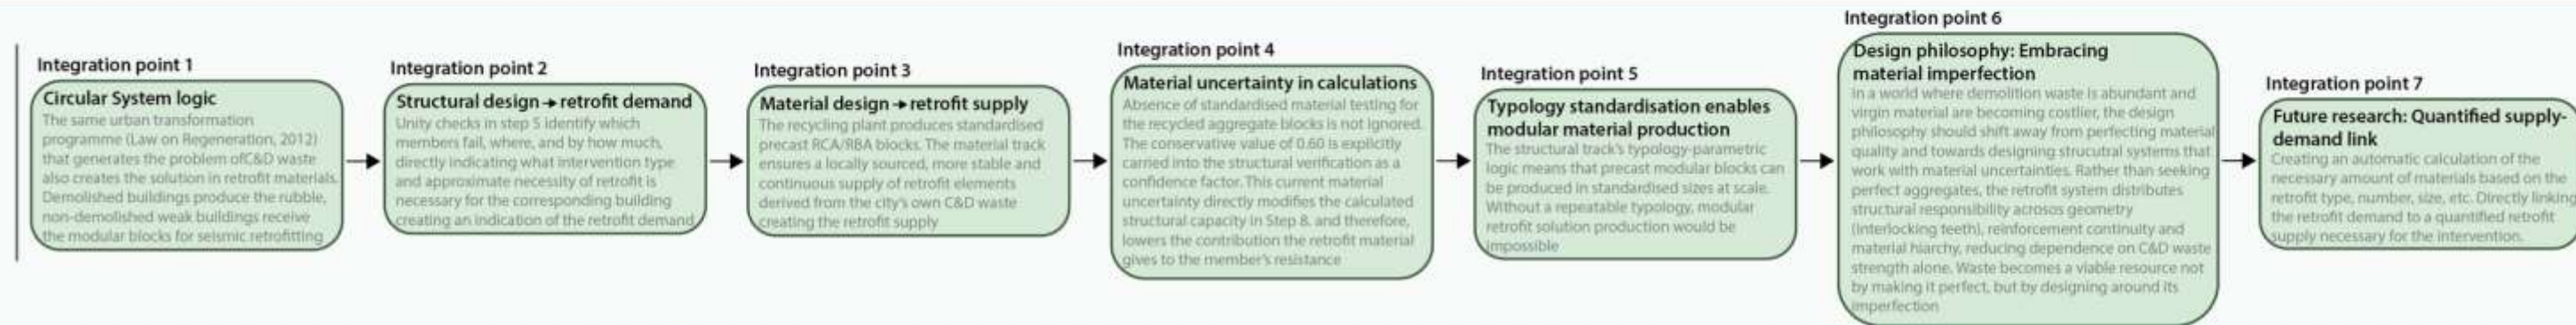 Integration point 1
Circular System logic
The same urban transformation
programme (Law on Regeneration, 2012)
that generates the problem ofC&D waste
also creates the solution in retrofit materials.
Demolished buildings produce the rubble,
non-demolished weak buildings receive
the modular blocks for seismic retrofitting
Integration point 2
Structural design → retrofit demand
Unity checks in step 5 identify which
members fail, where, and by how much,
directly indicating what intervention type
and approximate necessity of retrofit is
necessary for the corresponding building
creating an indication of the retrofit demand
Integration point 3
Material design → retrofit supply
The recycling plant produces standardised
precast RCA/RBA blocks. The material track
ensures a locally sourced, more stable and
continuous supply of retrofit elements
derived from the city's own C&D waste
creating the retrofit supply
Integration point 4
Material uncertainty in calculations
Absence of standardised material testing for
the recycled aggregate blocks is not ignored.
The conservative value of 0.60 is explicitly
carried into the structural verification as a
confidence factor. This current material
uncertainty directly modifies the calculated
structural capacity in Step 8. and therefore,
lowers the contribution the retrofit material
gives to the member's resistance
Integration point 5
Typology standardisation enables
modular material production
The structural track's typology-parametric
logic means that precast modular blocks can
be produced in standardised sizes at scale.
Without a repeatable typology, modular
retrofit solution production would be
impossible
Integration point 6
Design philosophy: Embracing
material imperfection
In a world where demolition waste is abundant and
virgin material are becoming costlier, the design
philosophy should shift away from perfecting material
quality and towards designing strucutral systems that
work with material uncertainties. Rather than seeking
perfect aggregates, the retrofit system distributes
structural responsibility acrosos geometry
(interlocking teeth), reinforcement continuity and
material hiarchy, reducing dependence on C&D waste
strength alone. Waste becomes a viable resource not
by making it perfect, but by designing around its
imperfection
Integration point 7
Future research: Quantified supply-
demand link
Creating an automatic calculation of the
necessary amount of materials based on the
retrofit type, number, size, etc. Directly linking
the retrofit demand to a quantified retrofit
supply necessary for the intervention.